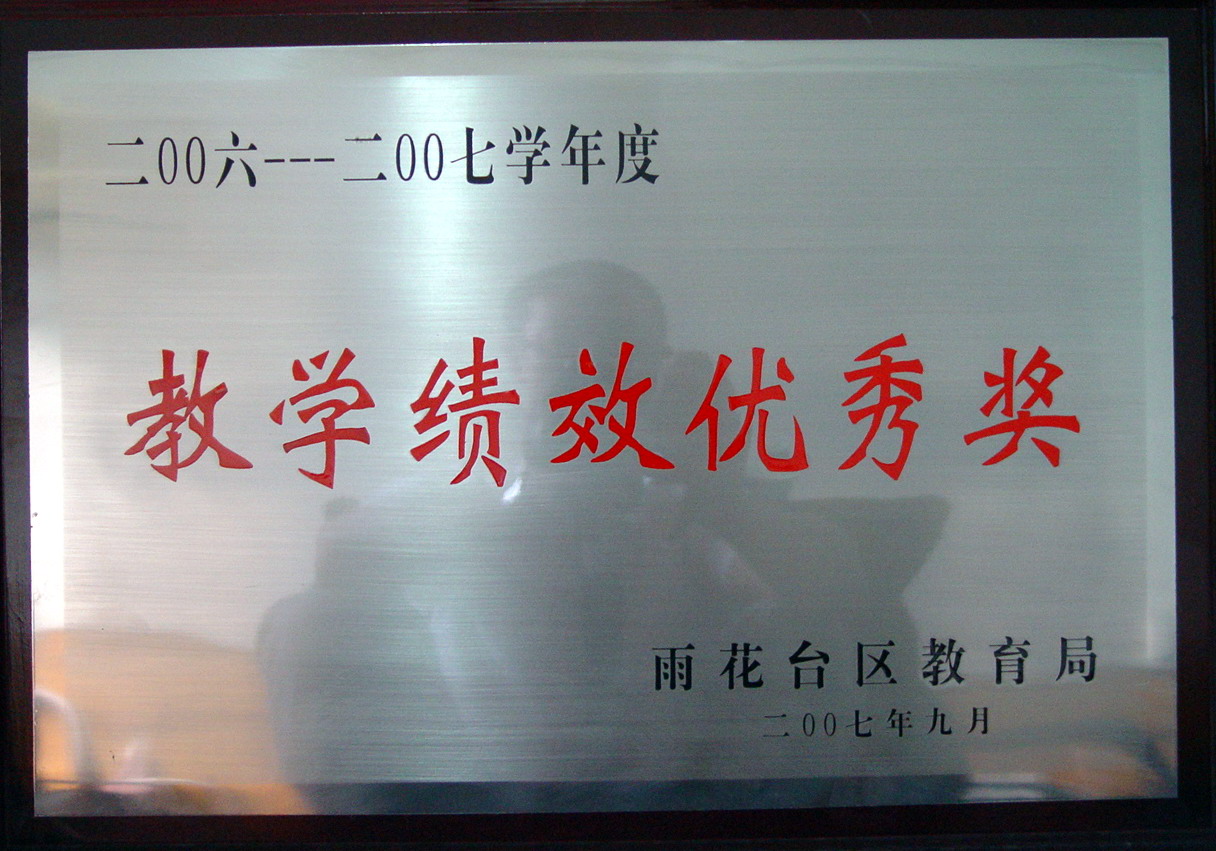 二00六---二00七学年度
教学绩效优秀奖
雨花台区教育局
二00七年九月